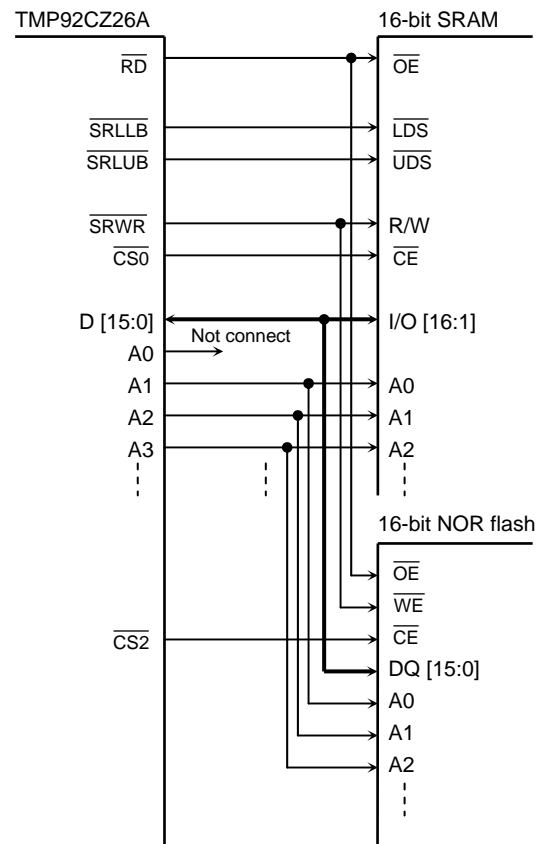 TMP92CZ26A 16-bit SRAM
RD OE
SRLLB LDS
SRLUB UDS
SRWR R/W
CS0 CE
D [15:0] I/O [16:1]
Not connect
A0
A1 A0
A2 A1
A3 A2
16-bit NOR flash
OE
WE
CS2 CE
DQ [15:0]
A0
A1
A2